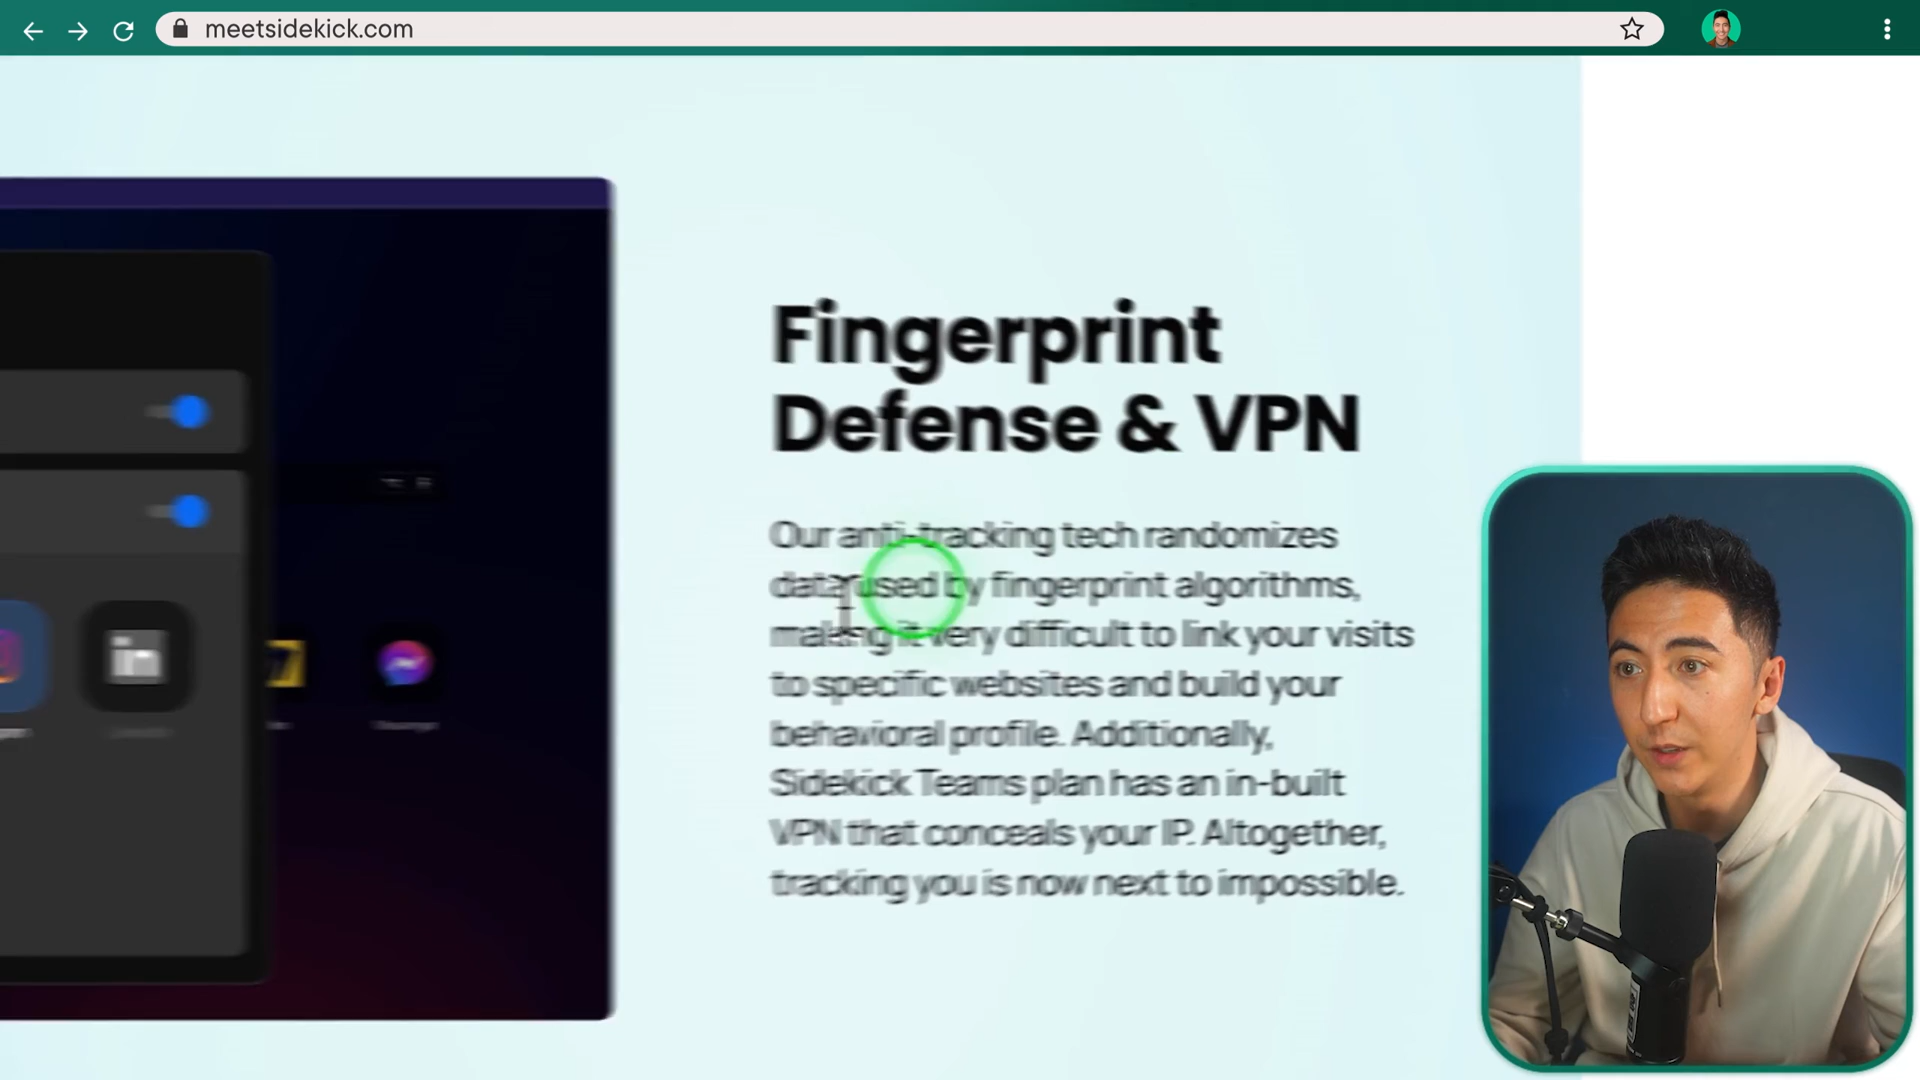 meetsidekick.com
Fingerprint
Defense & VPN
Our anti-tracking tech randomizes
data used by fingerprint algorithms,
making it very difficult to link your visits
to specific websites and build your
behavioral profile. Additionally,
Sidekick Teams plan has an in-built
VPN that conceals your IP. Altogether,
tracking you is now next to impossible.
in